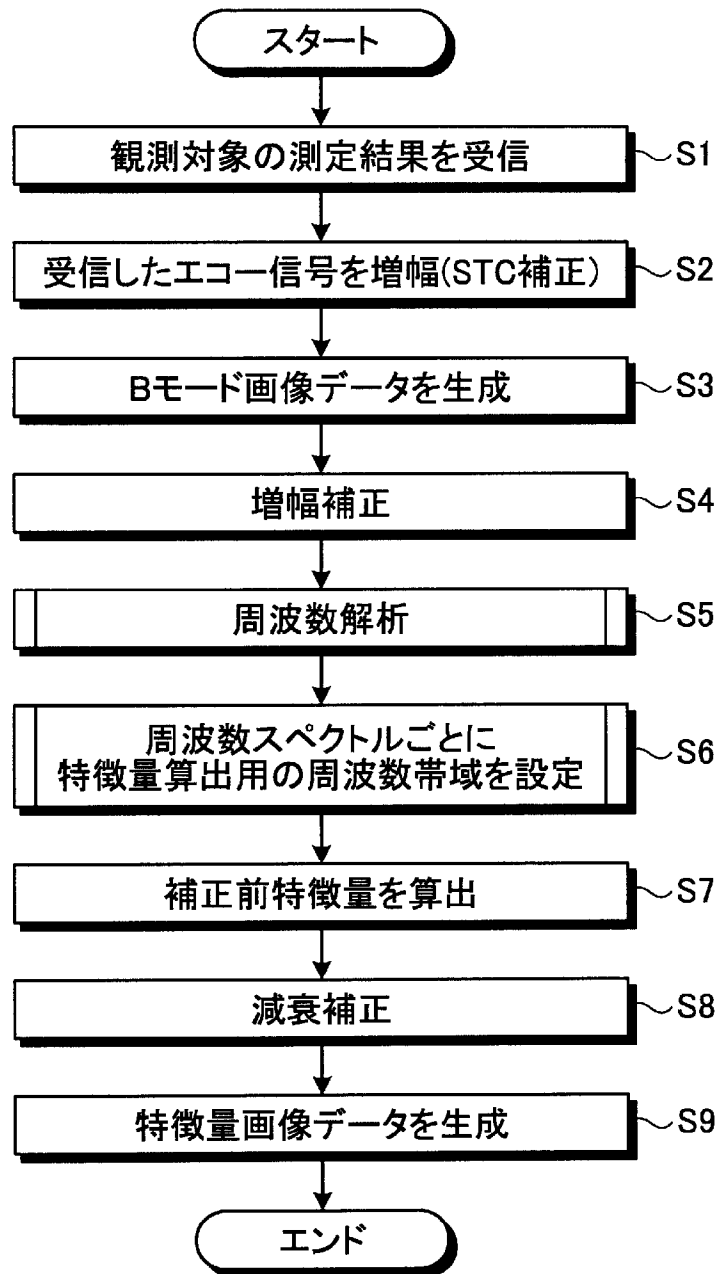 スタート
観測対象の測定結果を受信
S1
受信したエコー信号を増幅(STC補正)
S2
Bモード画像データを生成
S3
増幅補正
S4
周波数解析
S5
周波数スペクトルごとに
特徴量算出用の周波数帯域を設定
S6
補正前特徴量を算出
S7
減衰補正
S8
特徴量画像データを生成
S9
エンド